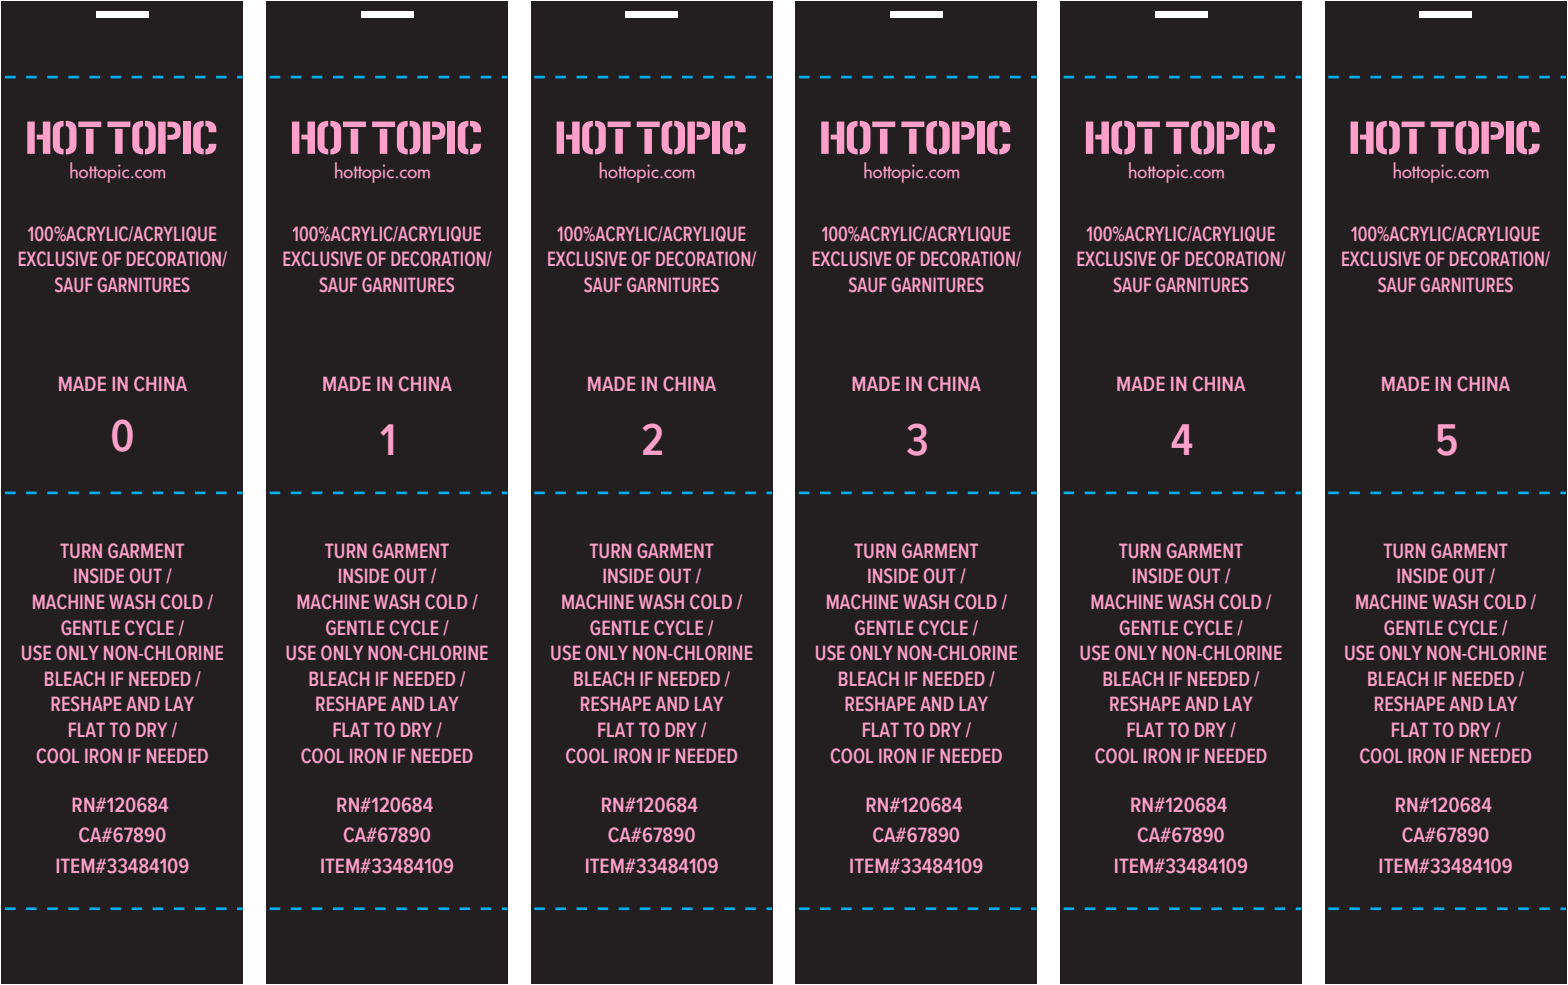 HOT TOPIC
hottopic.com
100%ACRYLIC/ACRYLIQUE
EXCLUSIVE OF DECORATION/
SAUF GARNITURES
MADE IN CHINA
0
TURN GARMENT
INSIDE OUT /
MACHINE WASH COLD /
GENTLE CYCLE /
USE ONLY NON-CHLORINE
BLEACH IF NEEDED /
RESHAPE AND LAY
FLAT TO DRY /
COOL IRON IF NEEDED
RN#120684
CA#67890
ITEM#33484109
HOT TOPIC
hottopic.com
100%ACRYLIC/ACRYLIQUE
EXCLUSIVE OF DECORATION/
SAUF GARNITURES
MADE IN CHINA
1
TURN GARMENT
INSIDE OUT /
MACHINE WASH COLD /
GENTLE CYCLE /
USE ONLY NON-CHLORINE
BLEACH IF NEEDED /
RESHAPE AND LAY
FLAT TO DRY /
COOL IRON IF NEEDED
RN#120684
CA#67890
ITEM#33484109
HOT TOPIC
hottopic.com
100%ACRYLIC/ACRYLIQUE
EXCLUSIVE OF DECORATION/
SAUF GARNITURES
MADE IN CHINA
2
TURN GARMENT
INSIDE OUT /
MACHINE WASH COLD /
GENTLE CYCLE /
USE ONLY NON-CHLORINE
BLEACH IF NEEDED /
RESHAPE AND LAY
FLAT TO DRY /
COOL IRON IF NEEDED
RN#120684
CA#67890
ITEM#33484109
HOT TOPIC
hottopic.com
100%ACRYLIC/ACRYLIQUE
EXCLUSIVE OF DECORATION/
SAUF GARNITURES
MADE IN CHINA
3
TURN GARMENT
INSIDE OUT /
MACHINE WASH COLD /
GENTLE CYCLE /
USE ONLY NON-CHLORINE
BLEACH IF NEEDED /
RESHAPE AND LAY
FLAT TO DRY /
COOL IRON IF NEEDED
RN#120684
CA#67890
ITEM#33484109
HOT TOPIC
hottopic.com
100%ACRYLIC/ACRYLIQUE
EXCLUSIVE OF DECORATION/
SAUF GARNITURES
MADE IN CHINA
4
TURN GARMENT
INSIDE OUT /
MACHINE WASH COLD /
GENTLE CYCLE /
USE ONLY NON-CHLORINE
BLEACH IF NEEDED /
RESHAPE AND LAY
FLAT TO DRY /
COOL IRON IF NEEDED
RN#120684
CA#67890
ITEM#33484109
HOT TOPIC
hottopic.com
100%ACRYLIC/ACRYLIQUE
EXCLUSIVE OF DECORATION/
SAUF GARNITURES
MADE IN CHINA
5
TURN GARMENT
INSIDE OUT /
MACHINE WASH COLD /
GENTLE CYCLE /
USE ONLY NON-CHLORINE
BLEACH IF NEEDED /
RESHAPE AND LAY
FLAT TO DRY /
COOL IRON IF NEEDED
RN#120684
CA#67890
ITEM#33484109